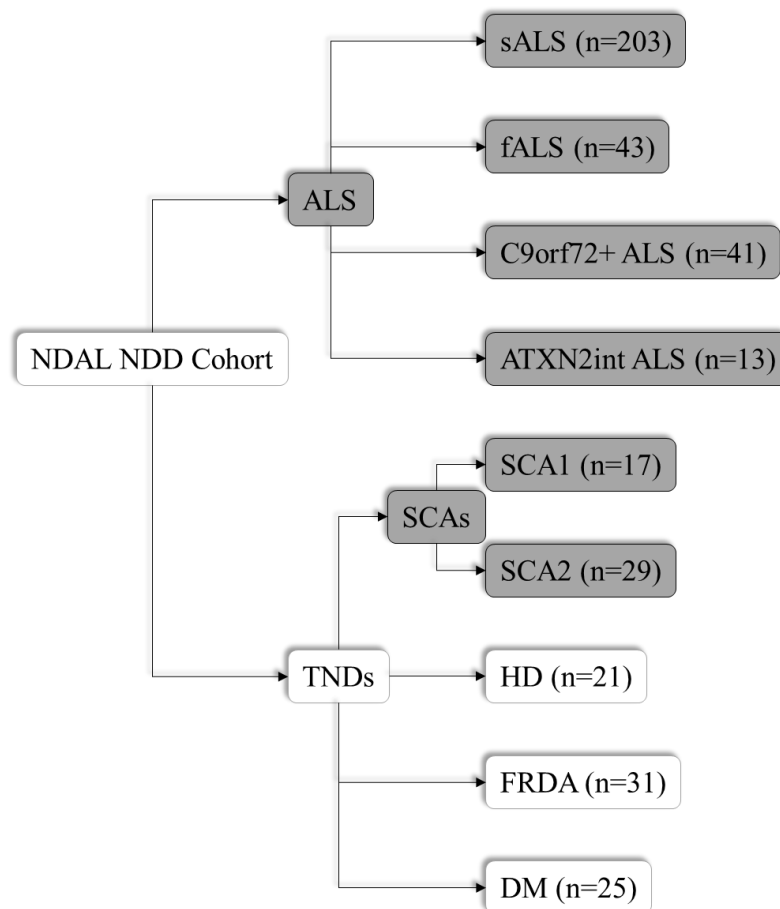 sALS (n=203)
fALS (n=43)
ALS
C9orf72+ ALS (n=41)
NDAL NDD Cohort
ATXN2int ALS (n=13)
SCA1 (n=17)
SCAs
SCA2 (n=29)
TNDs
HD (n=21)
FRDA (n=31)
DM (n=25)